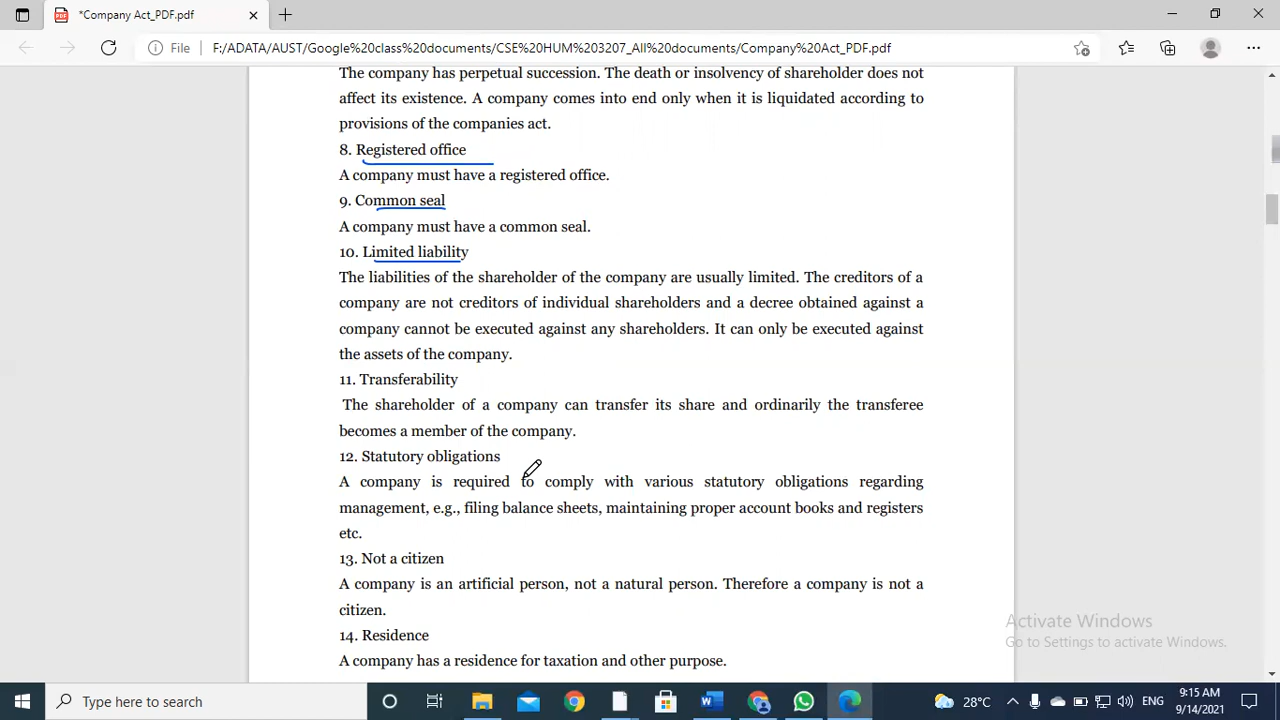 *Company Act_PDF.pdf
File
F:/ADATA/AUST/Google%20class%20documents/CSE%20HUM%203207_All%20documents/Company%20Act_PDF.pdf
The company has perpetual succession. The death or insolvency of shareholder does not
affect its existence. A company comes into end only when it is liquidated according to
provisions of the companies act.
8. Registered office
A company must have a registered office.
9. Common seal
A company must have a common seal.
10. Limited liability
The liabilities of the shareholder of the company are usually limited. The creditors of a
company are not creditors of individual shareholders and a decree obtained against a
company cannot be executed against any shareholders. It can only be executed against
the assets of the company.
11. Transferability
The shareholder of a company can transfer its share and ordinarily the transferee
becomes a member of the company.
12. Statutory obligations
A company is required to comply with various statutory obligations regarding
management, e.g., filing balance sheets, maintaining proper account books and registers
etc.
13. Not a citizen
A company is an artificial person, not a natural person. Therefore a company is not a
citizen.
14. Residence
A company has a residence for taxation and other purpose.
Activate Windows
Go to Settings to activate Windows.
Type here to search
28°C
ENG
9:15 AM
9/14/2021